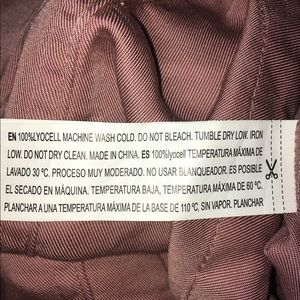 EN 100%LYOCELL MACHINE WASH COLD. DO NOT BLEACH. TUMBLE DRY LOW. IRON
LOW. DO NOT DRY CLEAN. MADE IN CHINA. ES 100%lyocell TEMPERATURA MÁXIMA DE
LAVADO 30 ºC. PROCESO MUY MODERADO. NO USAR BLANQUEADOR. ES POSIBLE
EL SECADO EN MÁQUINA. TEMPERATURA BAJA, TEMPERATURA MÁXIMA DE 60 ºC.
PLANCHAR A UNA TEMPERATURA MÁXIMA DE LA BASE DE 110 ºC, SIN VAPOR. PLANCHAR